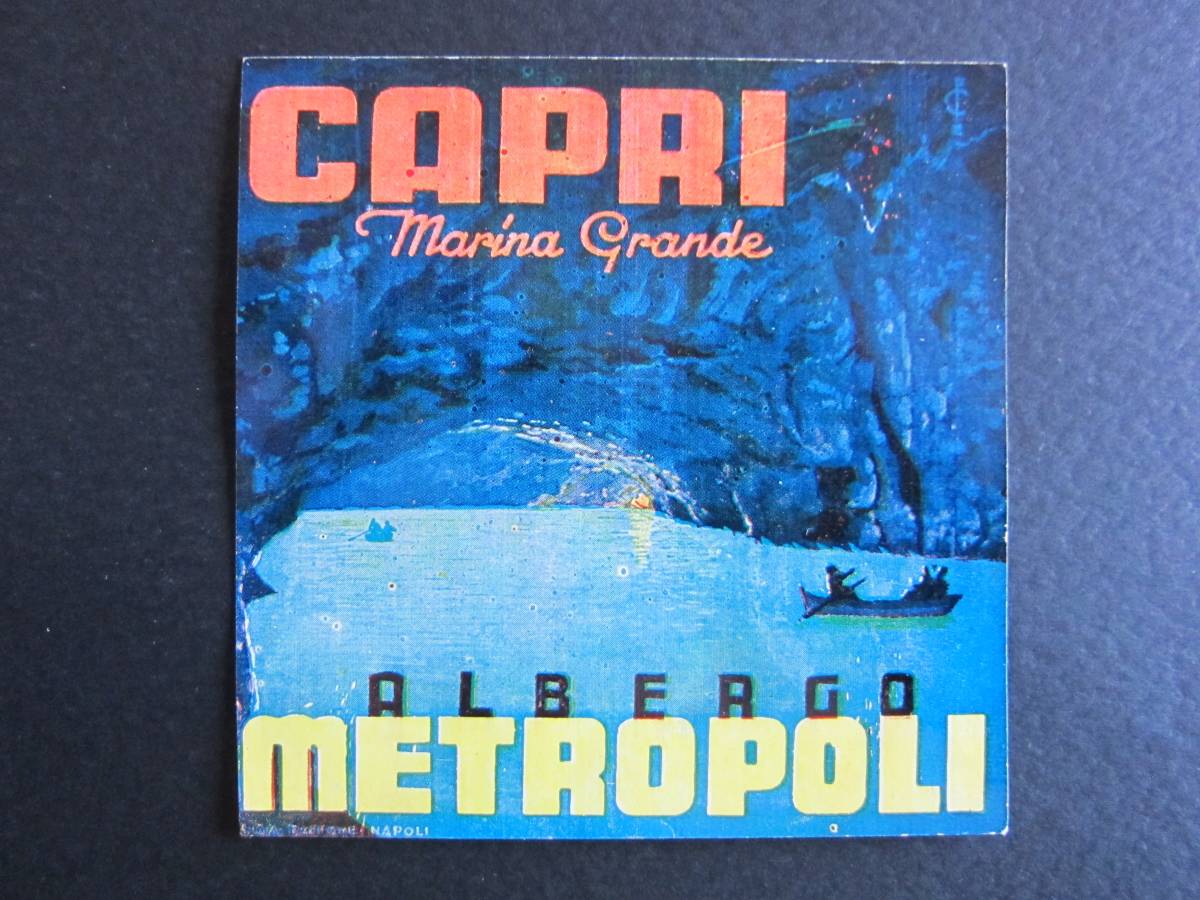 CAPRI
Marina Grande
ALBERGO
METROPOLI
NAPOLI